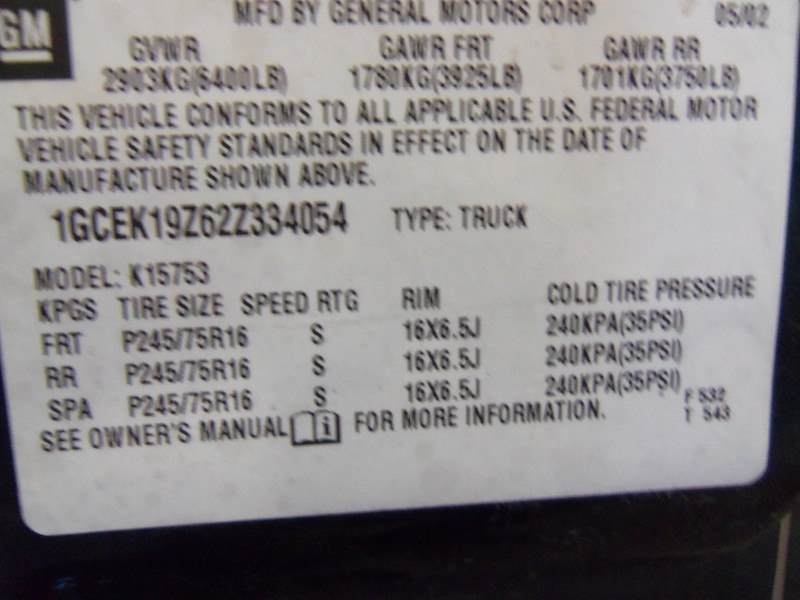 GM
MFD BY GENERAL MOTORS CORP 05/02
GVWR GAWR FRT GAWR RR
2903KG(6400LB) 1780KG(3925LB) 1701KG(3750LB)
THIS VEHICLE CONFORMS TO ALL APPLICABLE U.S. FEDERAL MOTOR
VEHICLE SAFETY STANDARDS IN EFFECT ON THE DATE OF
MANUFACTURE SHOWN ABOVE.
1GCEK19Z62Z334054 TYPE: TRUCK
MODEL: K15753
KPGS TIRE SIZE SPEED RTG RIM COLD TIRE PRESSURE
FRT P245/75R16 S 16X6.5J 240KPA(35PSI)
RR P245/75R16 S 16X6.5J 240KPA(35PSI)
SPA P245/75R16 S 16X6.5J 240KPA(35PSI)
SEE OWNER'S MANUAL i FOR MORE INFORMATION.
F 532
T 543